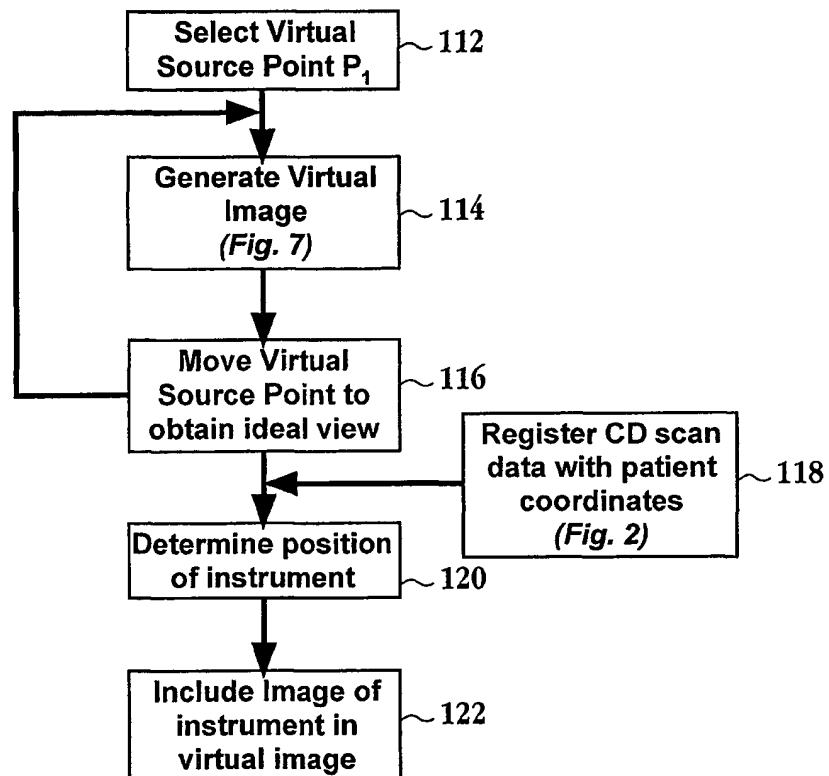 Select Virtual
Source Point P1
112
Generate Virtual
Image
(Fig. 7)
114
Move Virtual
Source Point to
obtain ideal view
116
Register CD scan
data with patient
coordinates
(Fig. 2)
118
Determine position
of instrument
120
Include Image of
instrument in
virtual image
122